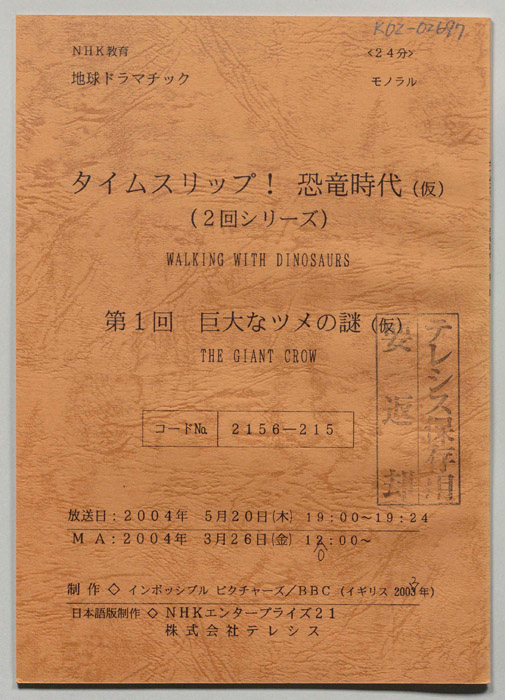 K02-02697
NHK教育
<24分>
地球ドラマチック
モノラル
タイムスリップ！ 恐竜時代（仮）
（２回シリーズ）
WALKING WITH DINOSAURS
第１回 巨大なツメの謎（仮）
THE GIANT CROW
テレシス保存用
要返却
コード№ 2156―215
放送日：2004年 5月20日(木) 19:00～19:24
ＭＡ：2004年 3月26日(金) 12:00～
10
制作◇ インポッシブル ピクチャーズ／ＢＢＣ（イギリス 2003年）
2
日本語版制作◇ ＮＨＫエンタープライズ２１
株式会社テレシス